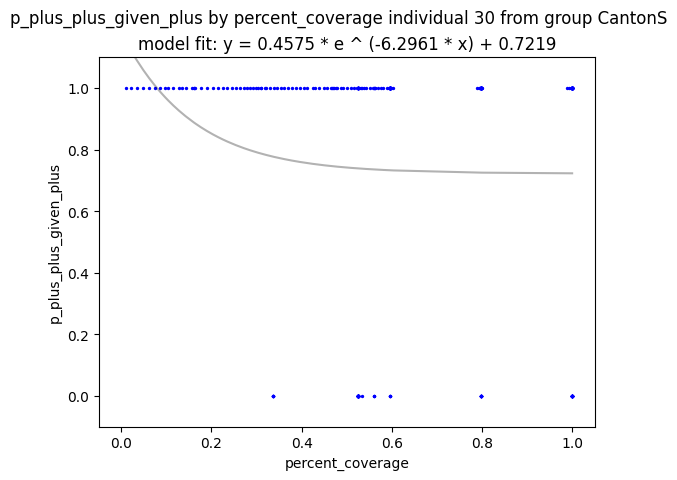 p_plus_plus_given_plus by percent_coverage individual 30 from group CantonS
model fit: y = 0.4575 * e ^ (-6.2961 * x) + 0.7219
1.0
0.8
0.6
0.4
0.2
0.0
p_plus_plus_given_plus
0.0 0.2 0.4 0.6 0.8 1.0
percent_coverage